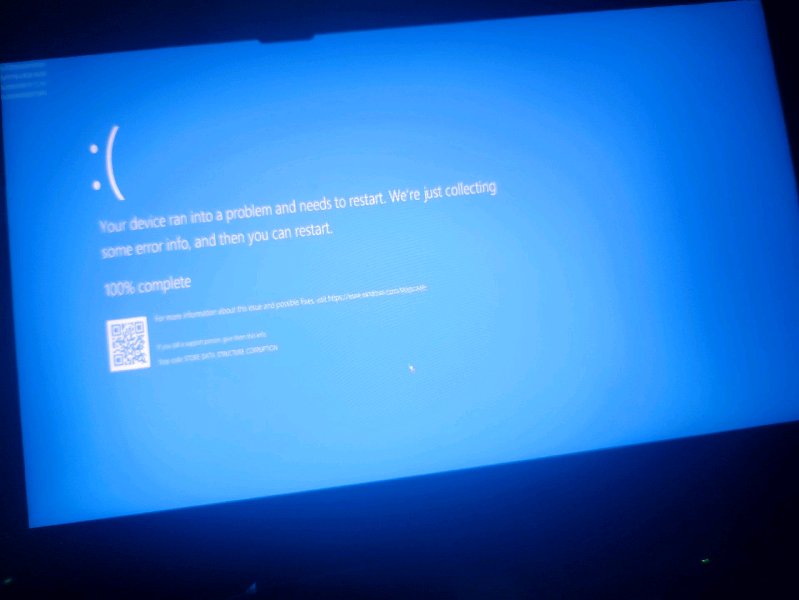 :(
Your device ran into a problem and needs to restart. We're just collecting
some error info, and then you can restart.
100% complete
For more information about this issue and possible fixes, visit
If you call a support person, give them this info:
Stop code: STORE DATA STRUCTURE CORRUPTION